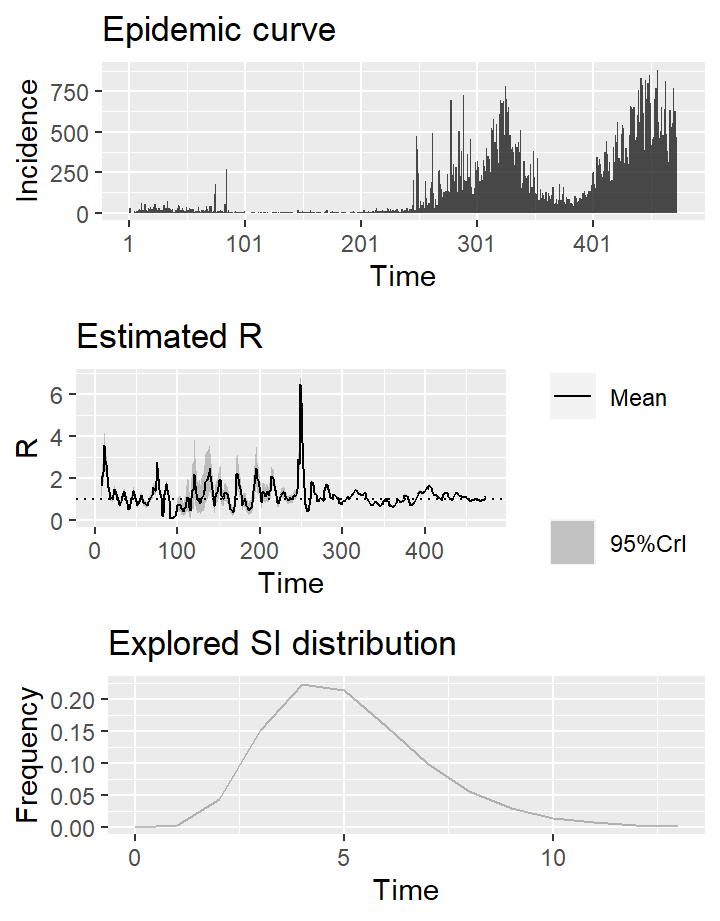 Epidemic curve
Incidence
750
500
250
0
1 101 201 301 401
Time
Estimated R
R
6
4
2
0
0 100 200 300 400
Time
Mean
95%CrI
Explored SI distribution
Frequency
0.20
0.15
0.10
0.05
0.00
0 5 10
Time